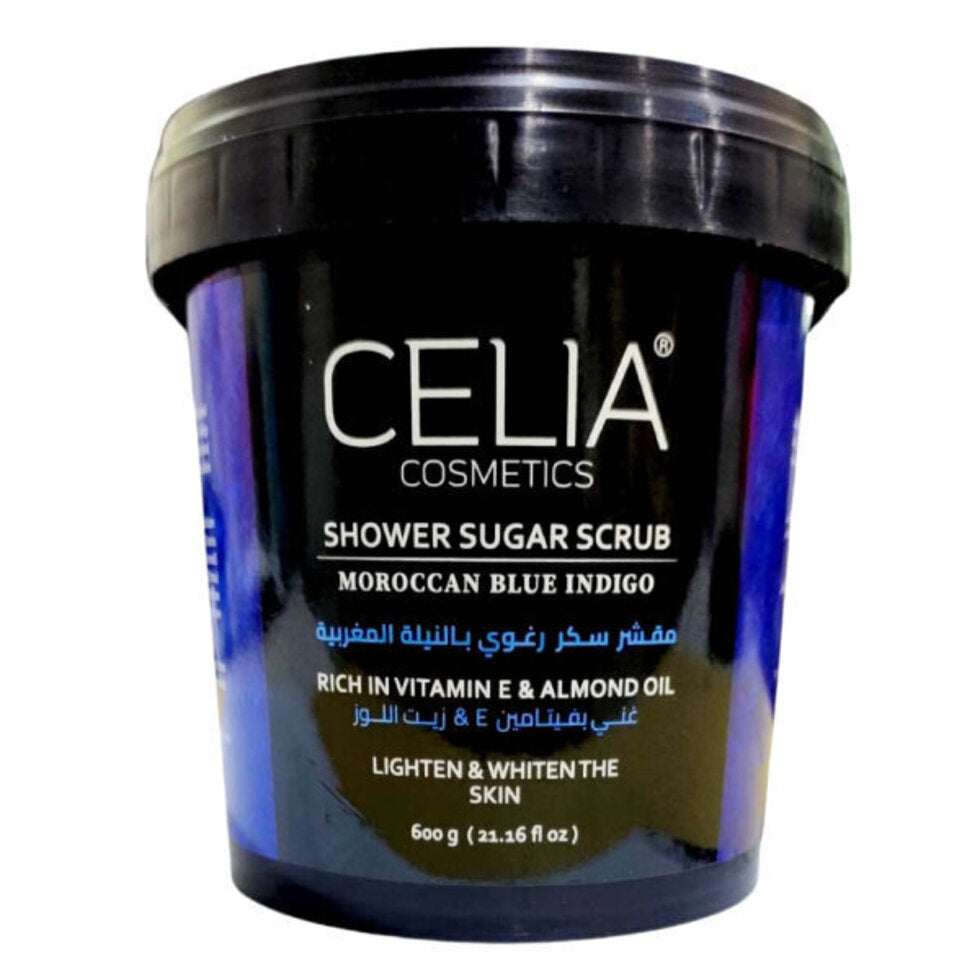 CELIA®
COSMETICS
SHOWER SUGAR SCRUB
MOROCCAN BLUE INDIGO
مقشر سكر رغوي بالنيلة المغربية
RICH IN VITAMIN E & ALMOND OIL
غني بفيتامين E & زيت اللوز
LIGHTEN & WHITEN THE
SKIN
600 g ( 21.16 fl oz )